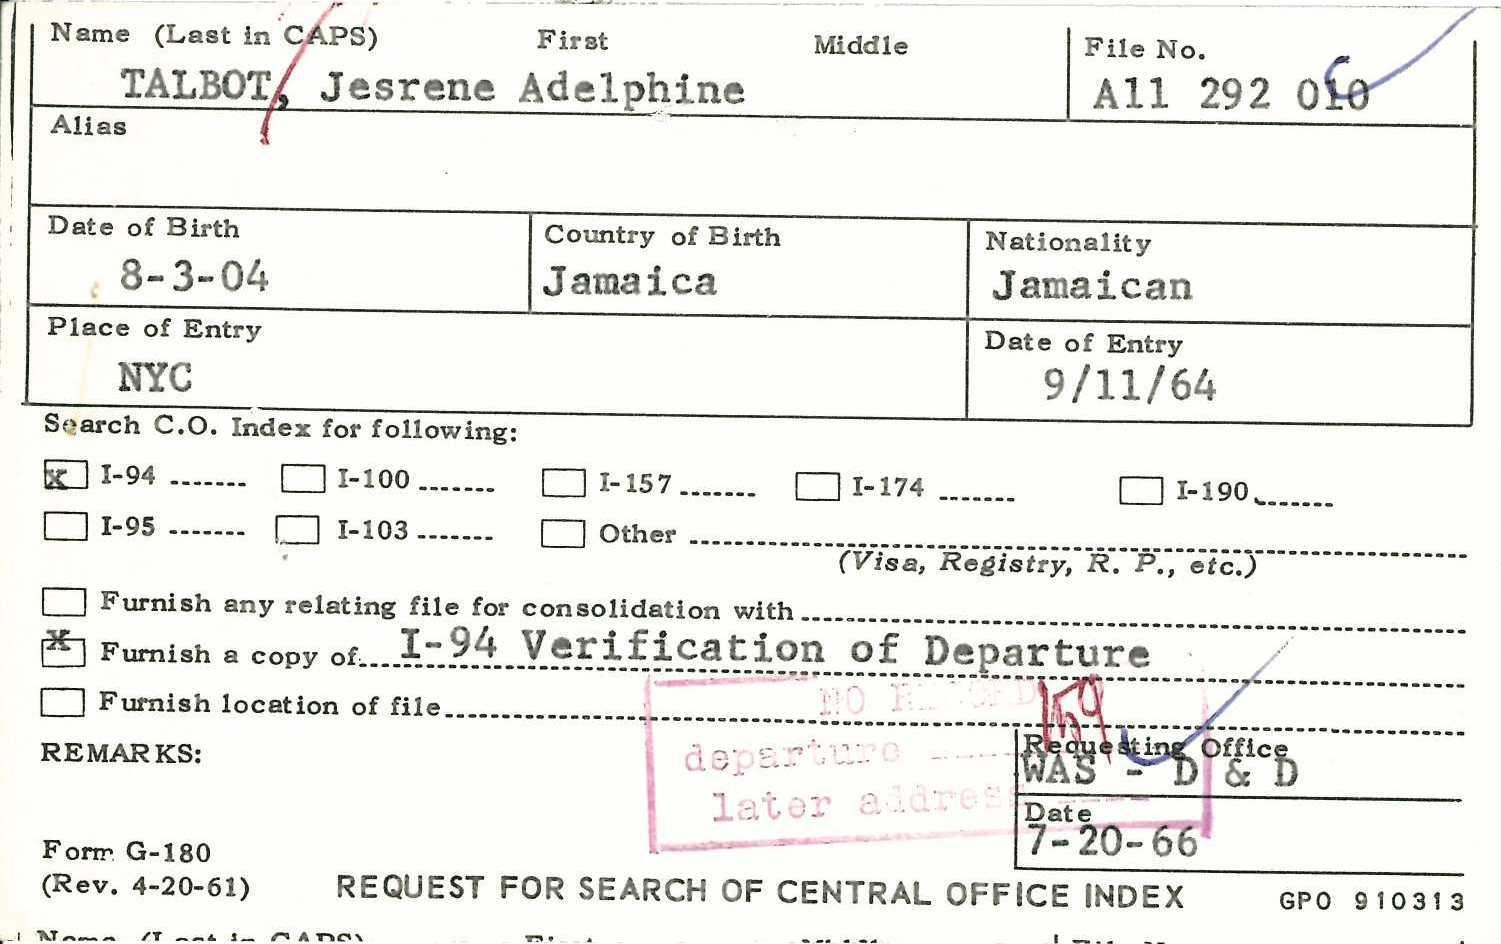 Name (Last in CAPS) First Middle File No.
TALBOT, Jesrene Adelphine A11 292 010
Alias
Date of Birth Country of Birth Nationality
8-3-04 Jamaica Jamaican
Place of Entry Date of Entry
NYC 9/11/64
Search C.O. Index for following:
x I-94 ....... I-100 ....... I-157 ....... I-174 ....... I-190 .......
I-95 ....... I-103 ....... Other .......
(Visa, Registry, R. P., etc.)
Furnish any relating file for consolidation with
x Furnish a copy of I-94 Verification of Departure
Furnish location of file
NO RECORD
departure
later address
REMARKS:
Requesting Office
WAS - D & D
Date
7-20-66
Form G-180
(Rev. 4-20-61) REQUEST FOR SEARCH OF CENTRAL OFFICE INDEX GPO 910313